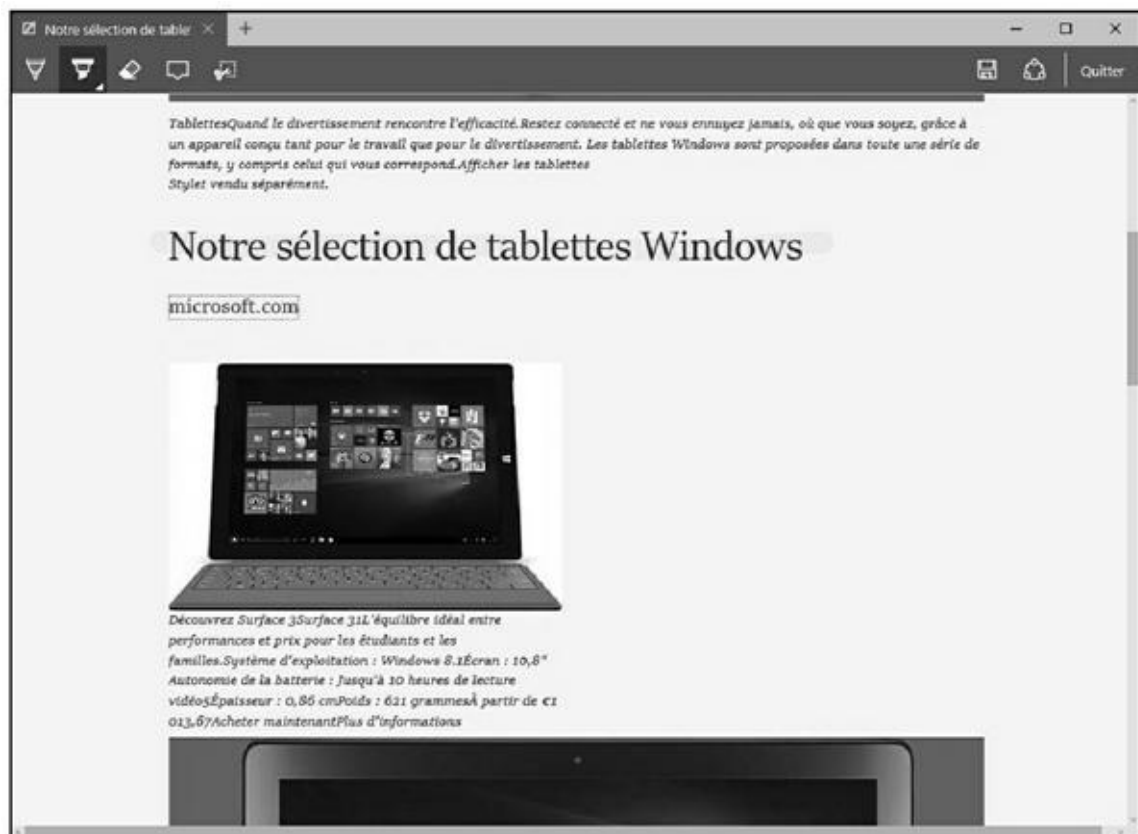 Notre sélection de tablet
Quitter
TablettesQuand le divertissement rencontre l'efficacité.Restez connecté et ne vous ennuyez jamais, où que vous soyez, grâce à
un appareil conçu tant pour le travail que pour le divertissement. Les tablettes Windows sont proposées dans toute une série de
formats, y compris celui qui vous correspond.Afficher les tablettes
Stylet vendu séparément.
Notre sélection de tablettes Windows
microsoft.com
Découvrez Surface 3Surface 31L'équilibre idéal entre
performances et prix pour les étudiants et les
familles.Système d'exploitation : Windows 8.1Écran : 10,8"
Autonomie de la batterie : Jusqu'à 10 heures de lecture
vidéo5Épaisseur : 0,86 cmPoids : 621 grammesÀ partir de €1
013,67Acheter maintenantPlus d'informations